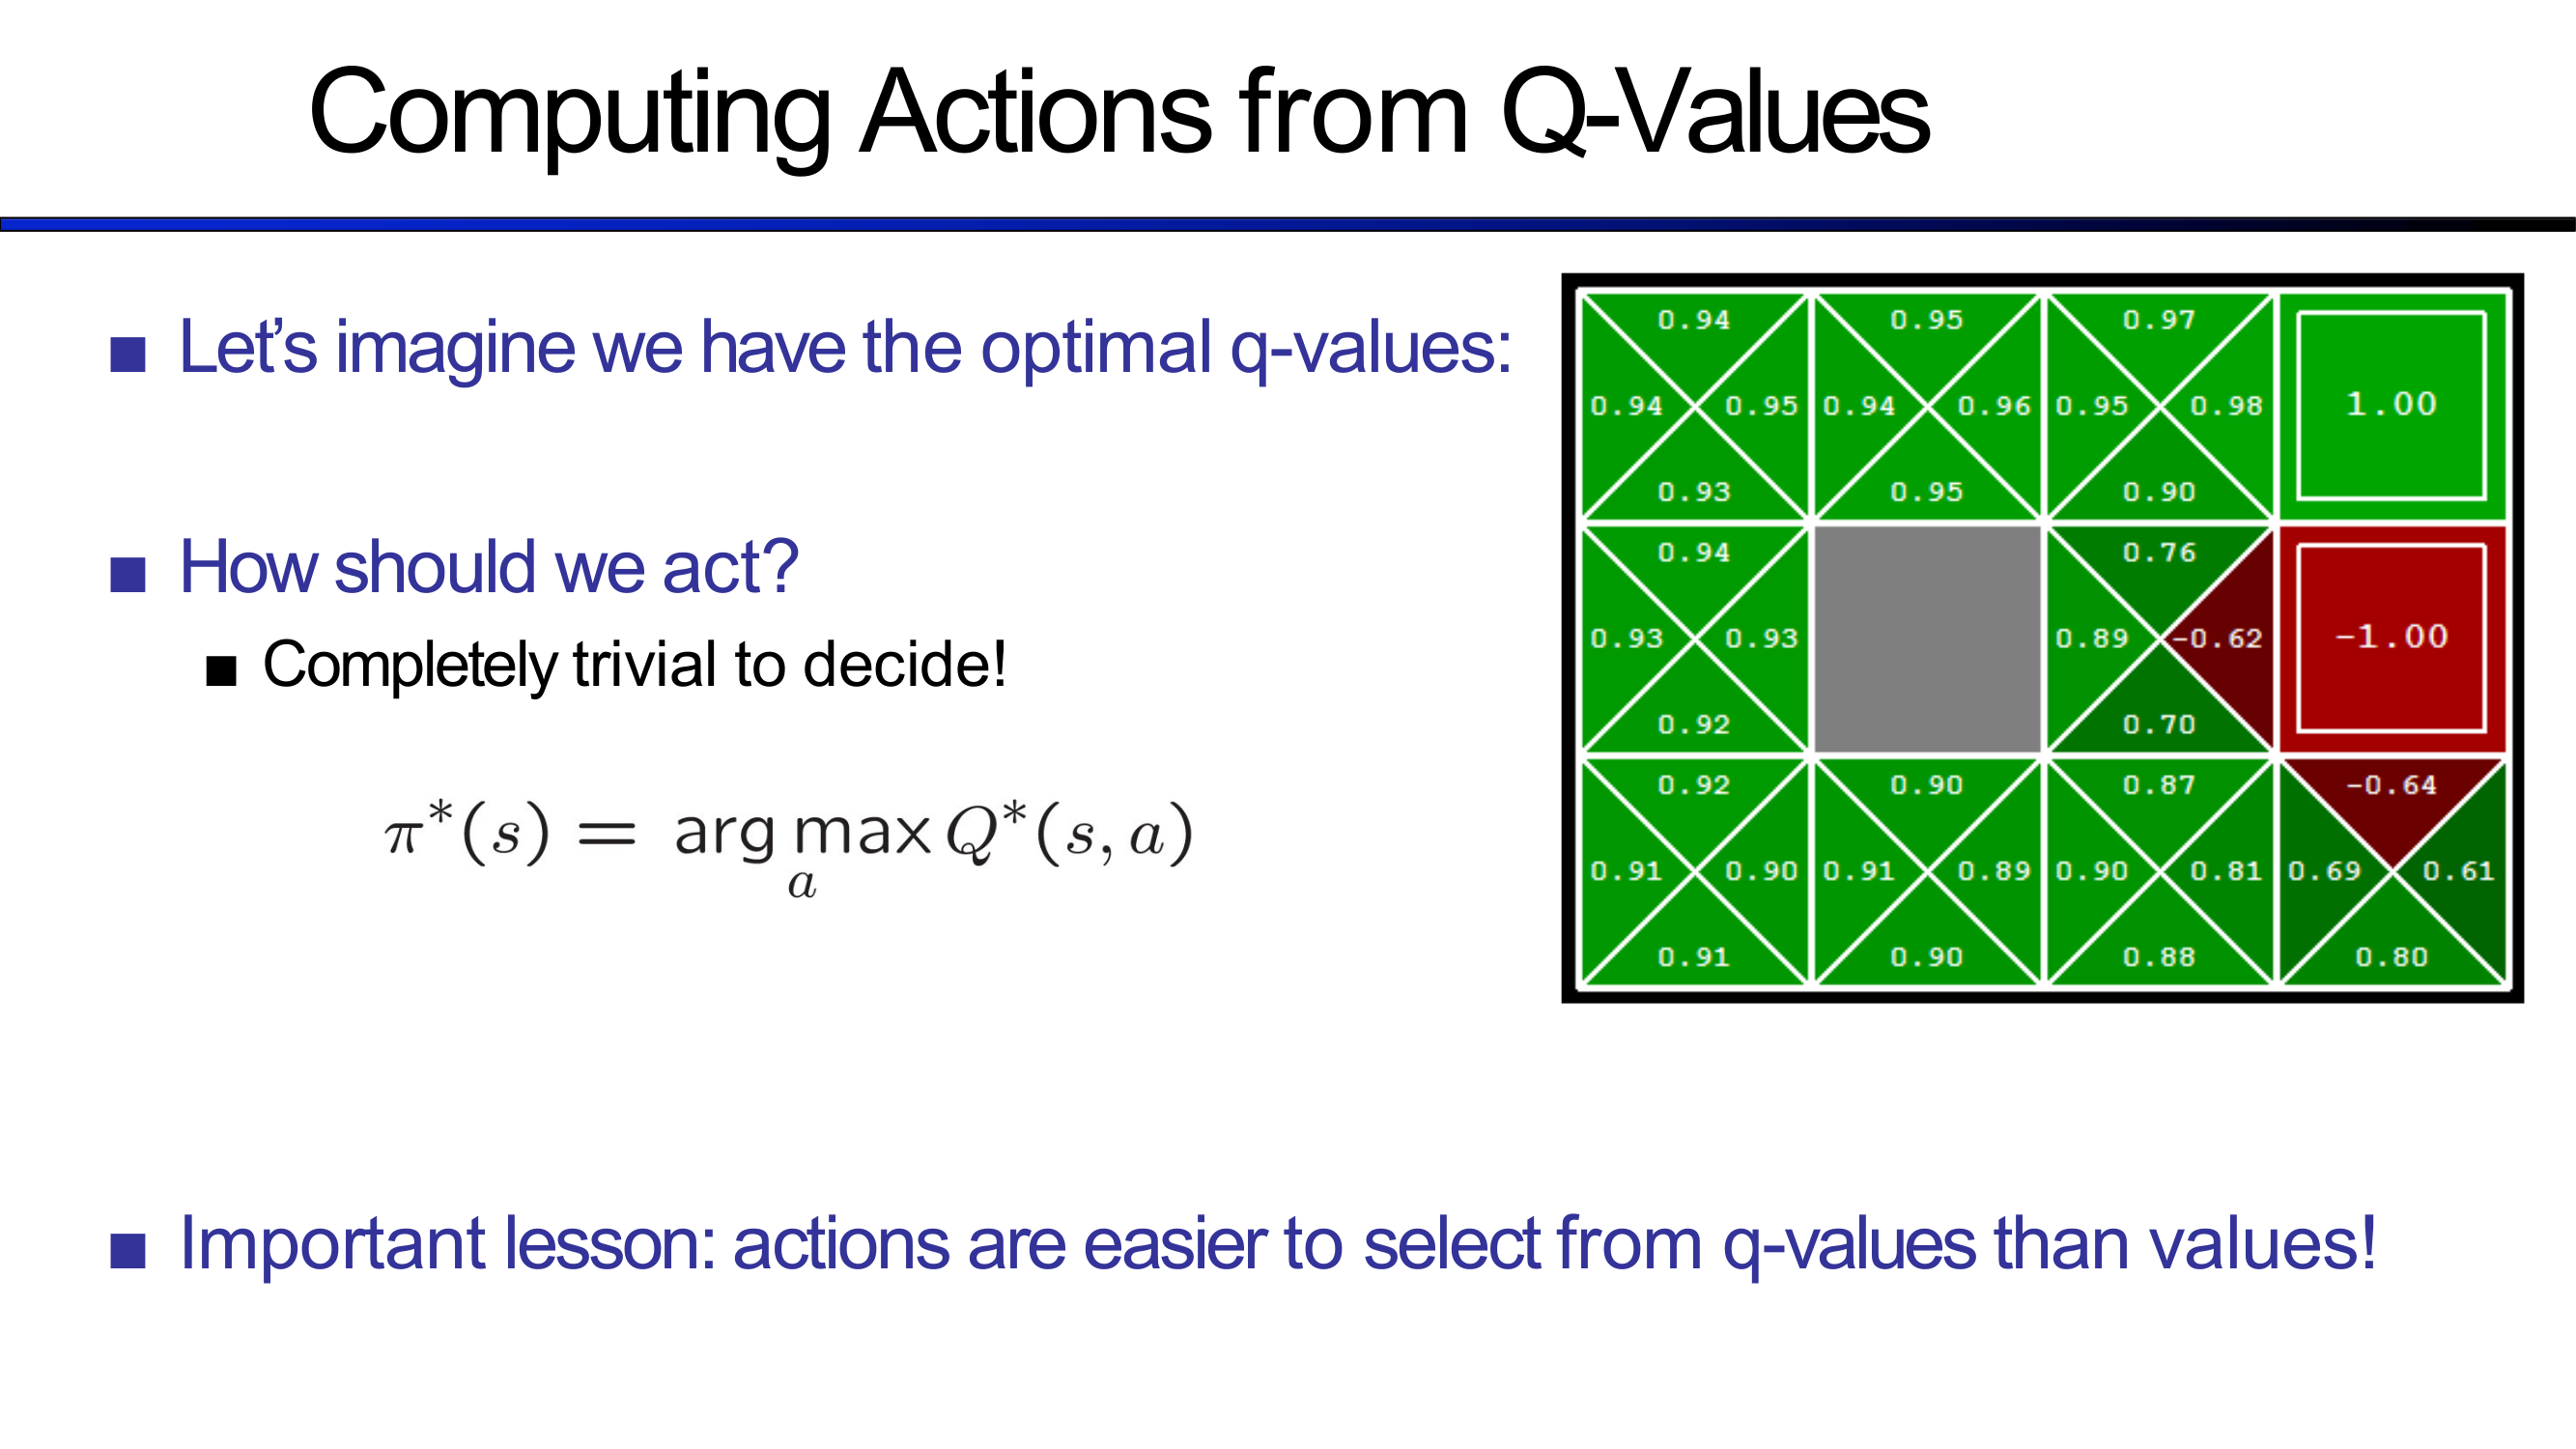 Computing Actions from Q-Values
■ Let’s imagine we have the optimal q-values:
■ How should we act?
■ Completely trivial to decide!
π*(s) = arg max Q*(s, a)
a
■ Important lesson: actions are easier to select from q-values than values!
0.94 0.95 0.97
0.94 0.95 0.94 0.96 0.95 0.98 1.00
0.93 0.95 0.90
0.94 0.76
0.93 0.93 0.89 -0.62 -1.00
0.92 0.70
0.92 0.90 0.87 -0.64
0.91 0.90 0.91 0.89 0.90 0.81 0.69 0.61
0.91 0.90 0.88 0.80